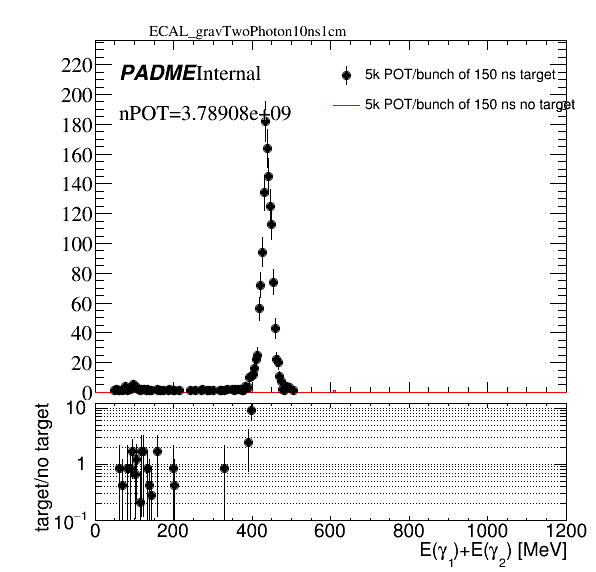 ECAL_gravTwoPhoton10ns1cm
PADME Internal
nPOT=3.78908e+09
5k POT/bunch of 150 ns target
5k POT/bunch of 150 ns no target
220
200
180
160
140
120
100
80
60
40
20
0
target/no target
10
1
10⁻¹
0 200 400 600 800 1000 1200
E(γ₁)+E(γ₂) [MeV]